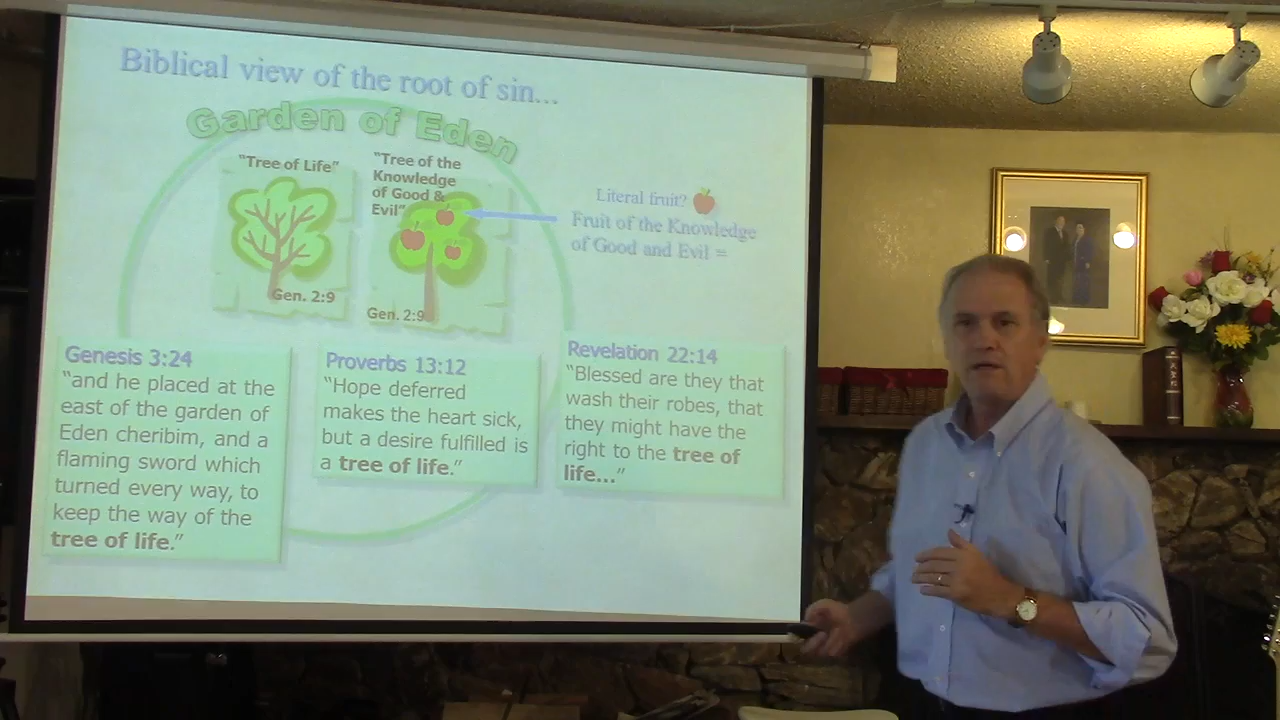 Biblical view of the root of sin...
Garden of Eden
"Tree of Life"
Gen. 2:9
"Tree of the
Knowledge
of Good &
Evil"
Gen. 2:9
Literal fruit?
Fruit of the Knowledge
of Good and Evil =
Genesis 3:24
"and he placed at the
east of the garden of
Eden cheribim, and a
flaming sword which
turned every way, to
keep the way of the
tree of life."
Proverbs 13:12
"Hope deferred
makes the heart sick,
but a desire fulfilled is
a tree of life."
Revelation 22:14
"Blessed are they that
wash their robes, that
they might have the
right to the tree of
life..."